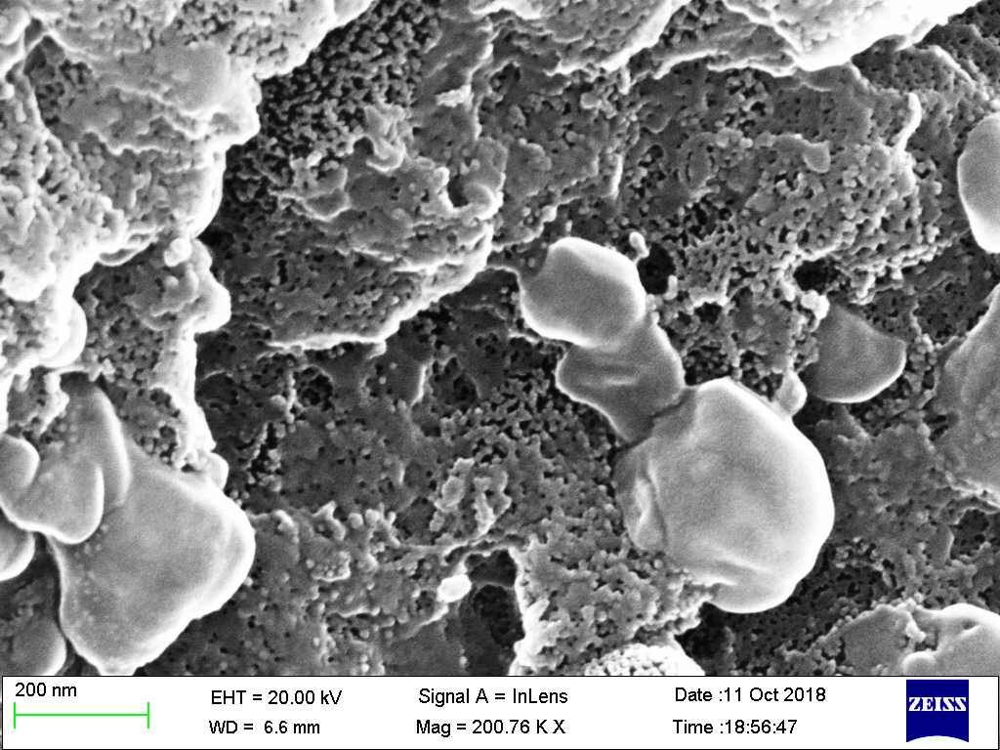 200 nm
EHT = 20.00 kV
Signal A = InLens
Date :11 Oct 2018
WD = 6.6 mm
Mag = 200.76 K X
Time :18:56:47
ZEISS